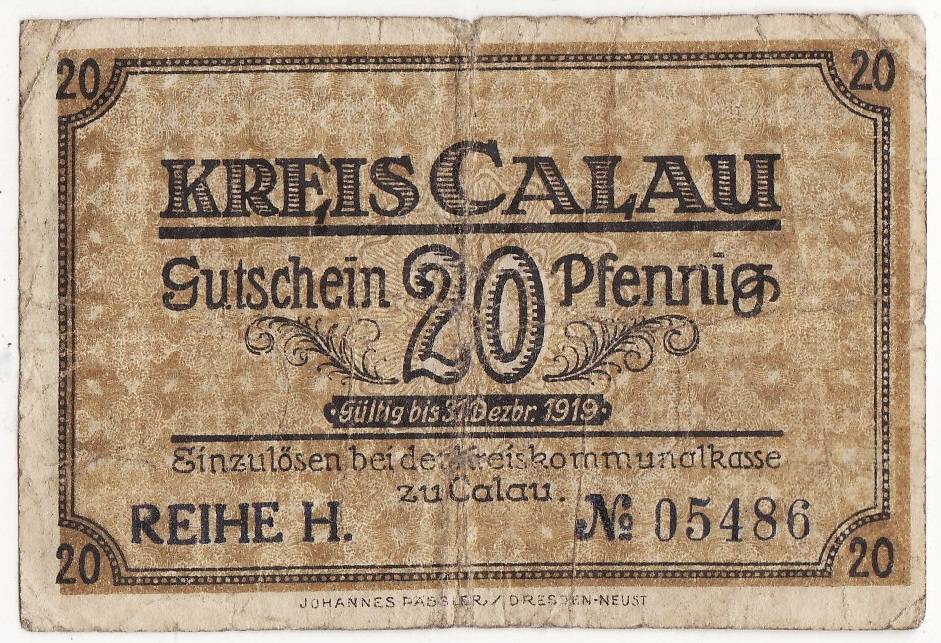 20 20
KREIS CALAU
Gutschein 20 Pfennig
Gültig bis 31 Dezbr. 1919
Einzulösen bei der Kreiskommunalkasse
zu Calau.
REIHE H. № 05486
20 20
JOHANNES PÄSSLER, / DRESDEN-NEUST